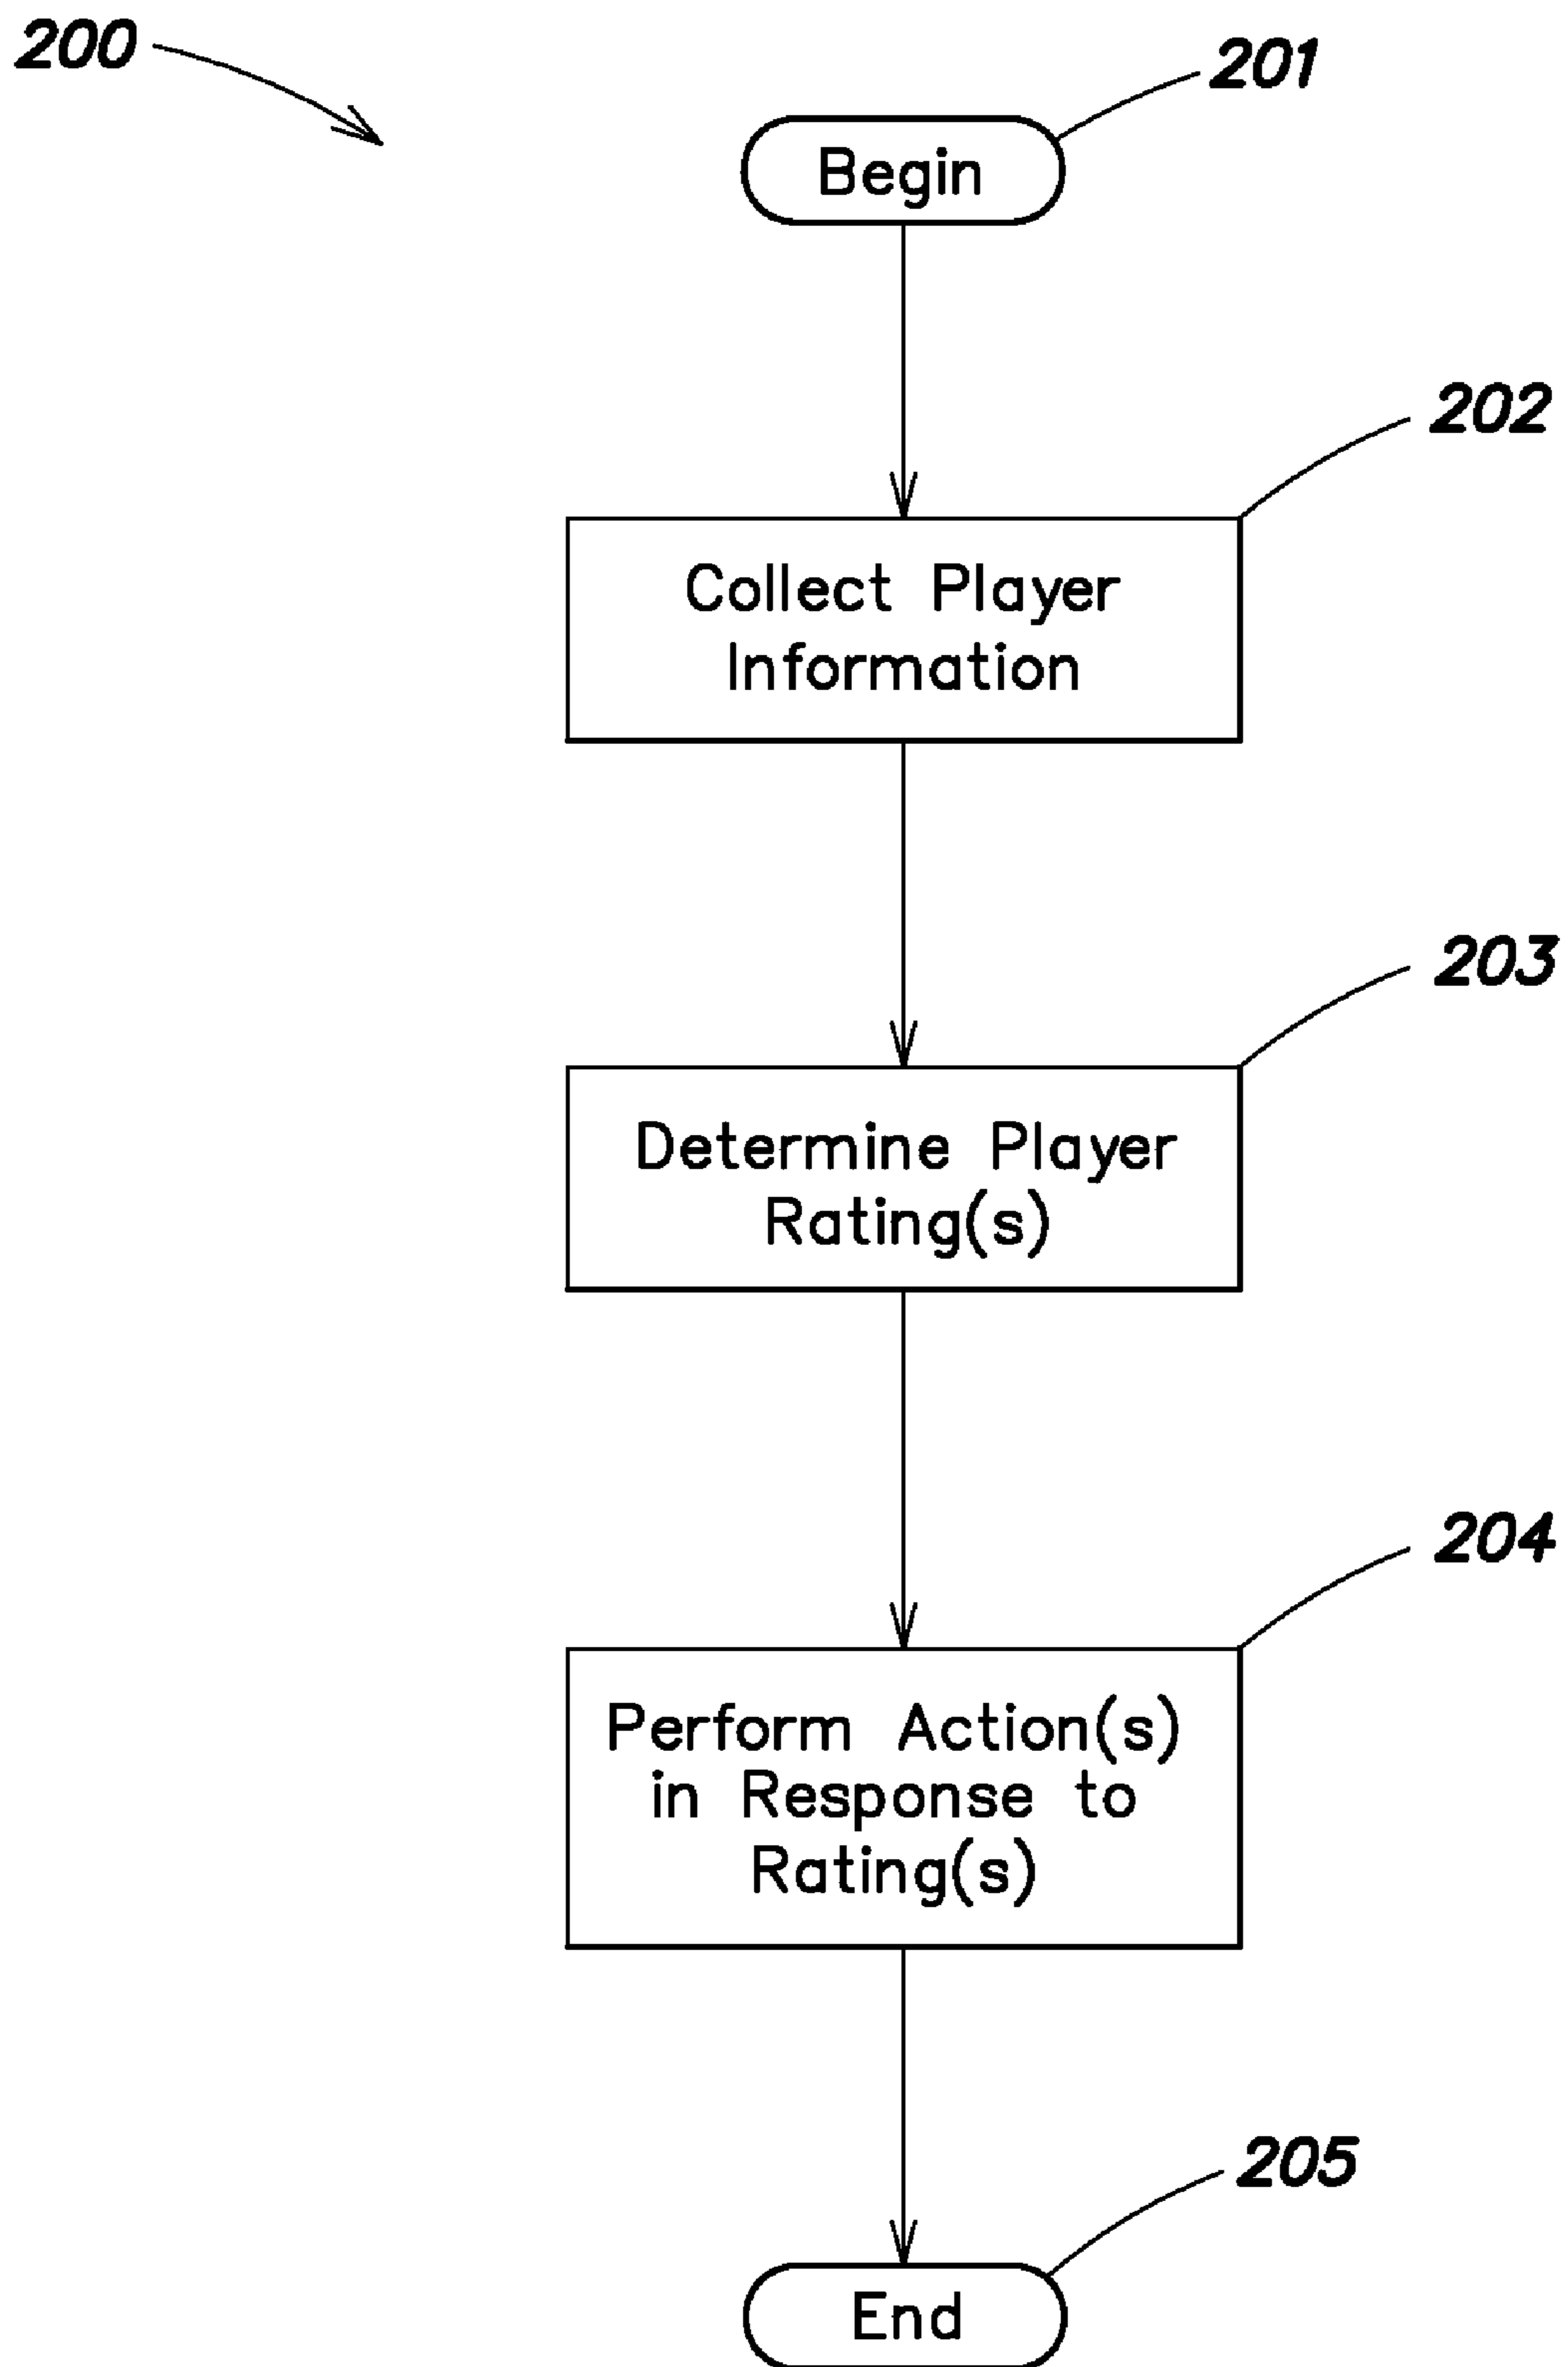 200
201
Begin
202
Collect Player
Information
203
Determine Player
Rating(s)
204
Perform Action(s)
in Response to
Rating(s)
205
End